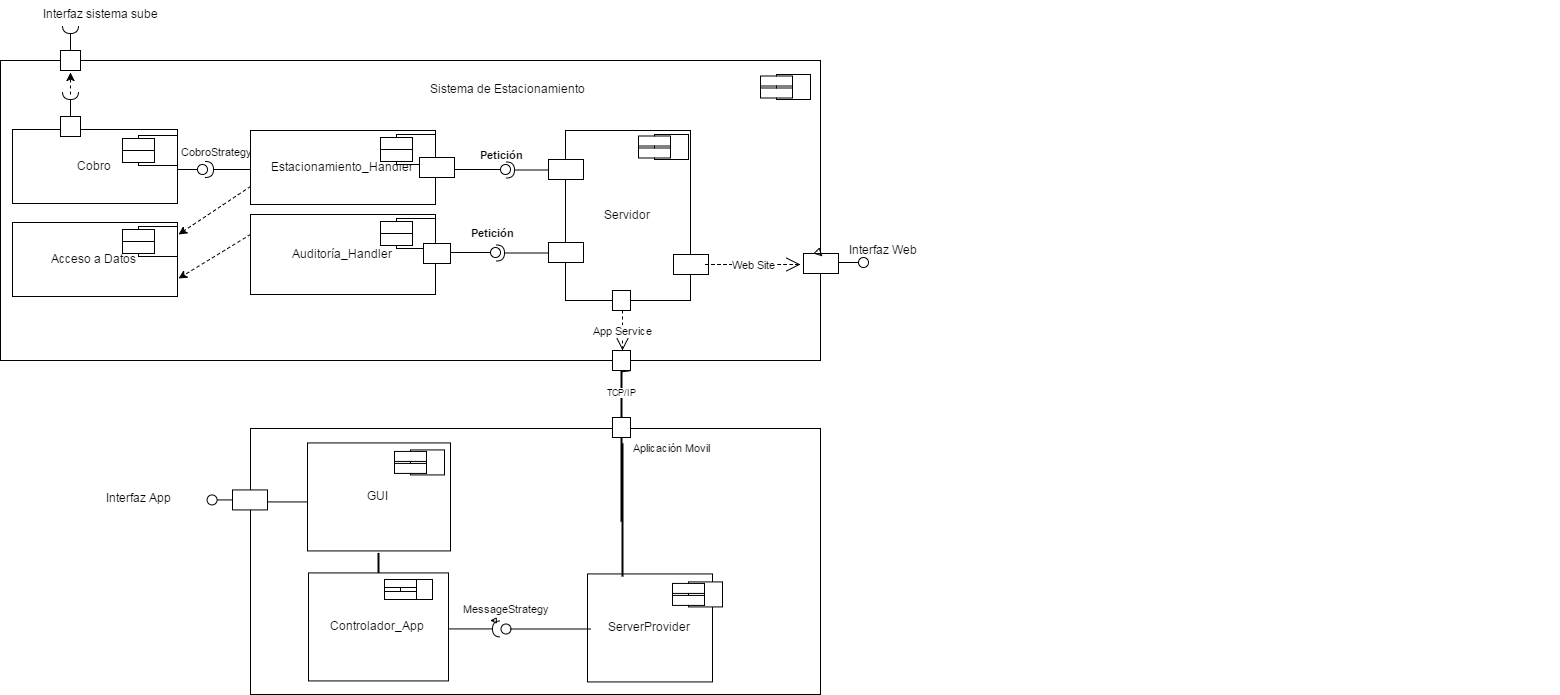 Interfaz sistema sube
Sistema de Estacionamiento
Cobro
CobroStrategy
Estacionamiento_Handler
Petición
Servidor
Acceso a Datos
Auditoría_Handler
Petición
Web Site
Interfaz Web
App Service
TCP/IP
Aplicación Movil
Interfaz App
GUI
Controlador_App
MessageStrategy
ServerProvider